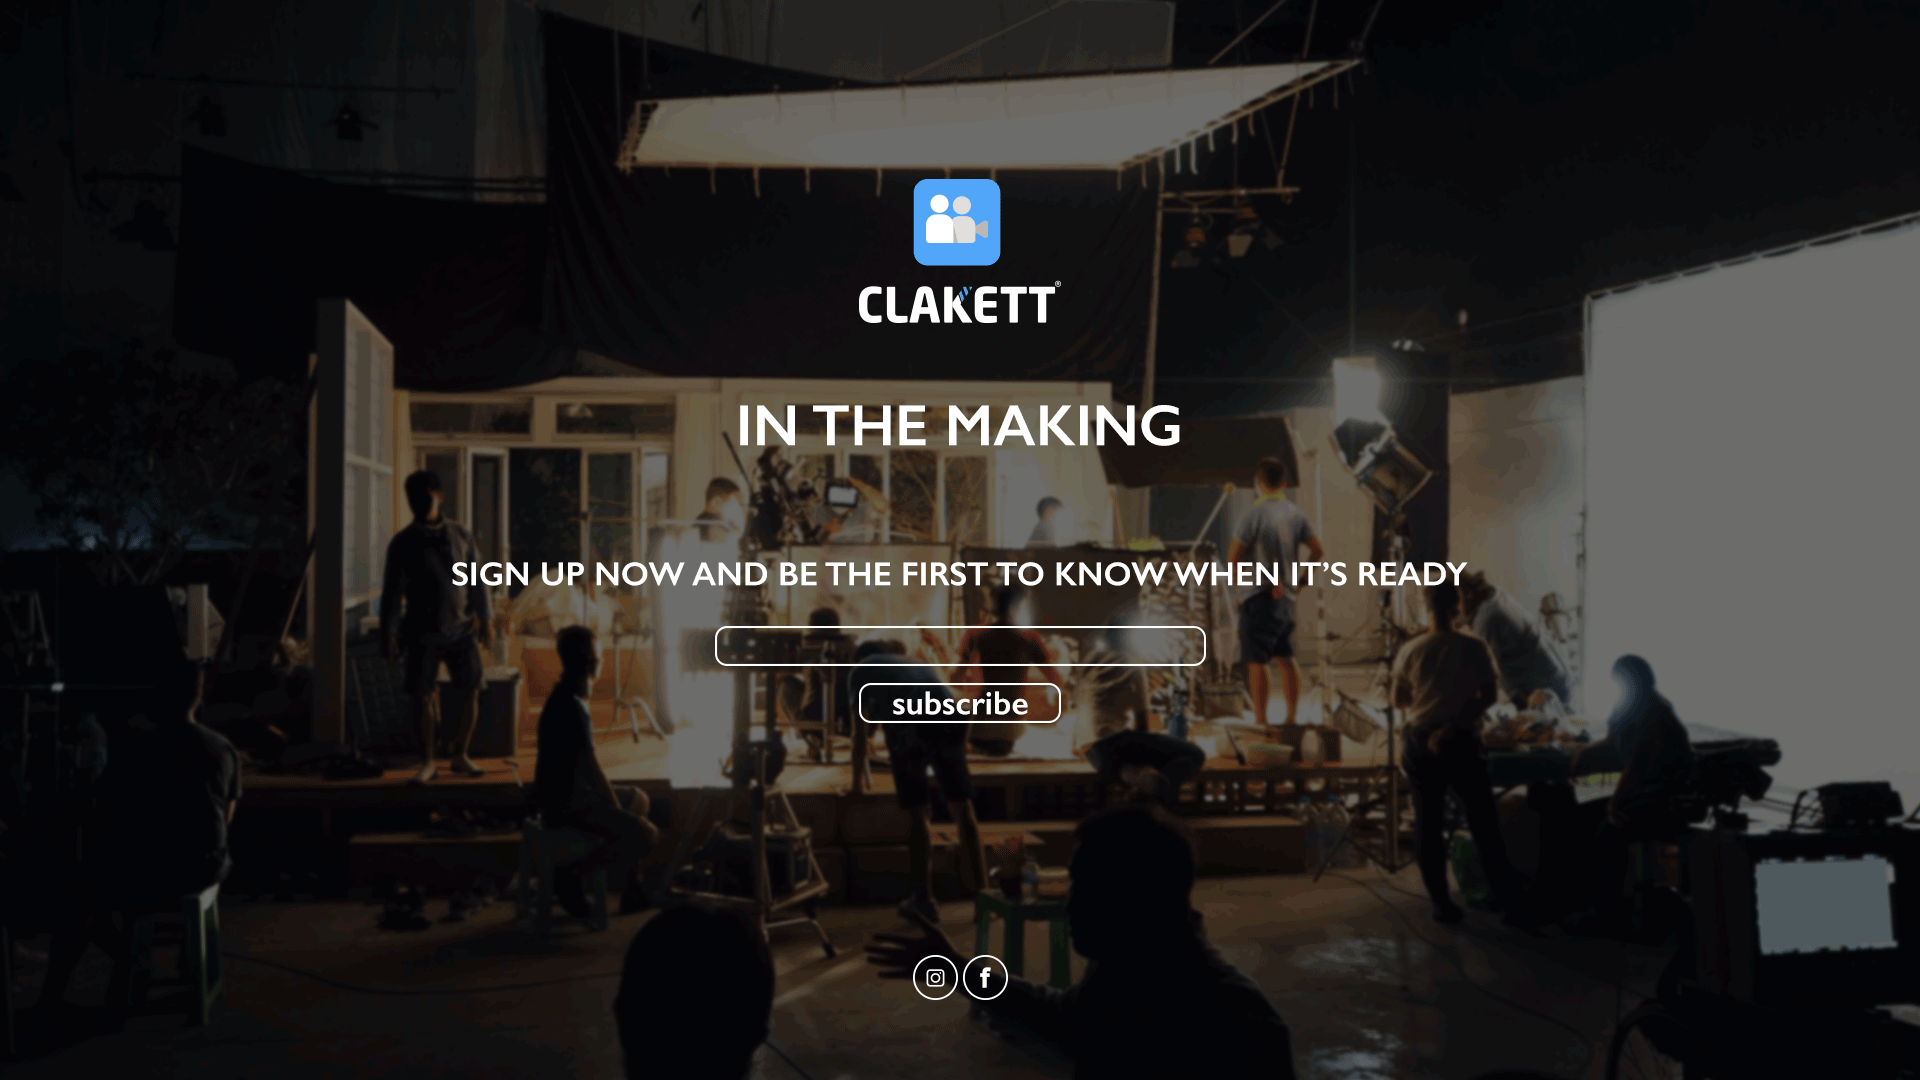 CLAKETT®
IN THE MAKING
SIGN UP NOW AND BE THE FIRST TO KNOW WHEN IT’S READY
subscribe